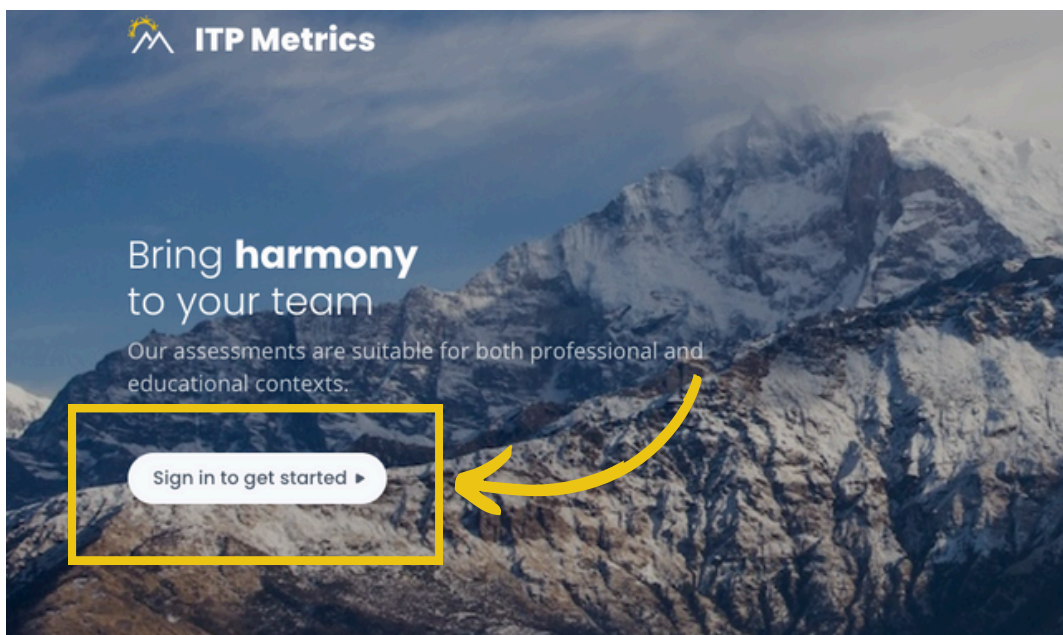 ITP Metrics
Bring harmony
to your team
Our assessments are suitable for both professional and
educational contexts.
Sign in to get started